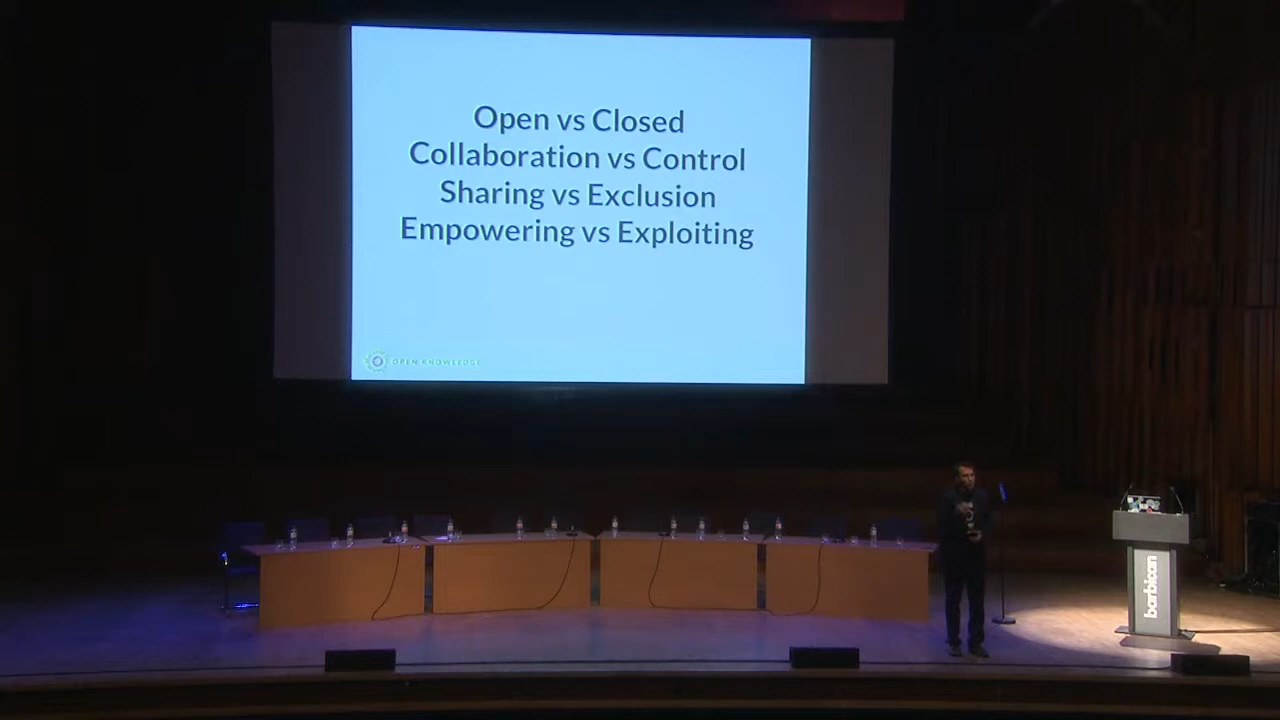 Open vs Closed
Collaboration vs Control
Sharing vs Exclusion
Empowering vs Exploiting
OPEN KNOWLEDGE
barbican